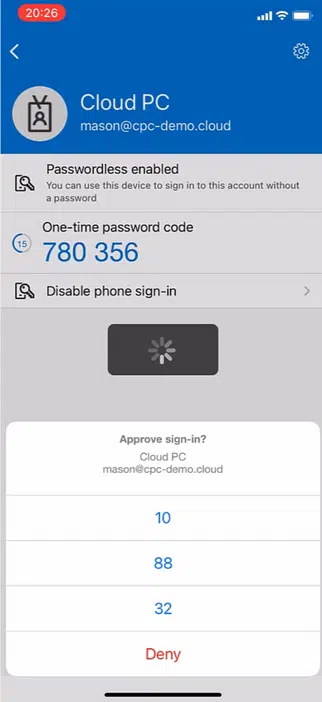 20:26
Cloud PC
mason@cpc-demo.cloud
Passwordless enabled
You can use this device to sign in to this account without
a password
One-time password code
15
780 356
Disable phone sign-in
Approve sign-in?
Cloud PC
mason@cpc-demo.cloud
10
88
32
Deny